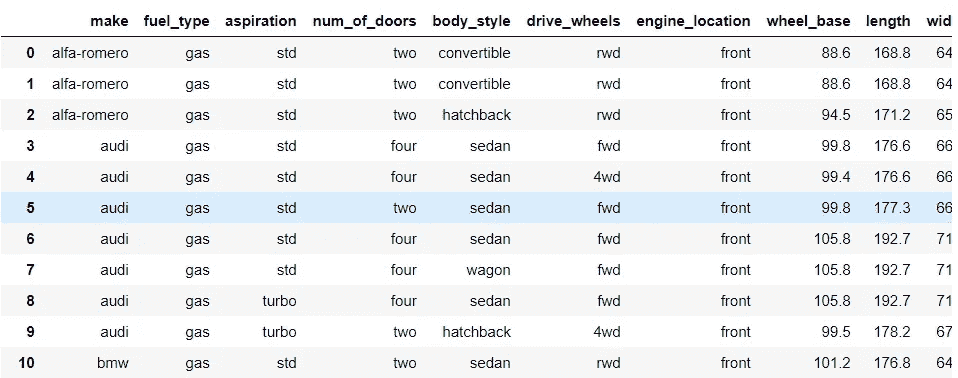 make fuel_type aspiration num_of_doors body_style drive_wheels engine_location wheel_base length wid
0 alfa-romero gas std two convertible rwd front 88.6 168.8 64
1 alfa-romero gas std two convertible rwd front 88.6 168.8 64
2 alfa-romero gas std two hatchback rwd front 94.5 171.2 65
3 audi gas std four sedan fwd front 99.8 176.6 66
4 audi gas std four sedan 4wd front 99.4 176.6 66
5 audi gas std two sedan fwd front 99.8 177.3 66
6 audi gas std four sedan fwd front 105.8 192.7 71
7 audi gas std four wagon fwd front 105.8 192.7 71
8 audi gas turbo four sedan fwd front 105.8 192.7 71
9 audi gas turbo two hatchback 4wd front 99.5 178.2 67
10 bmw gas std two sedan rwd front 101.2 176.8 64